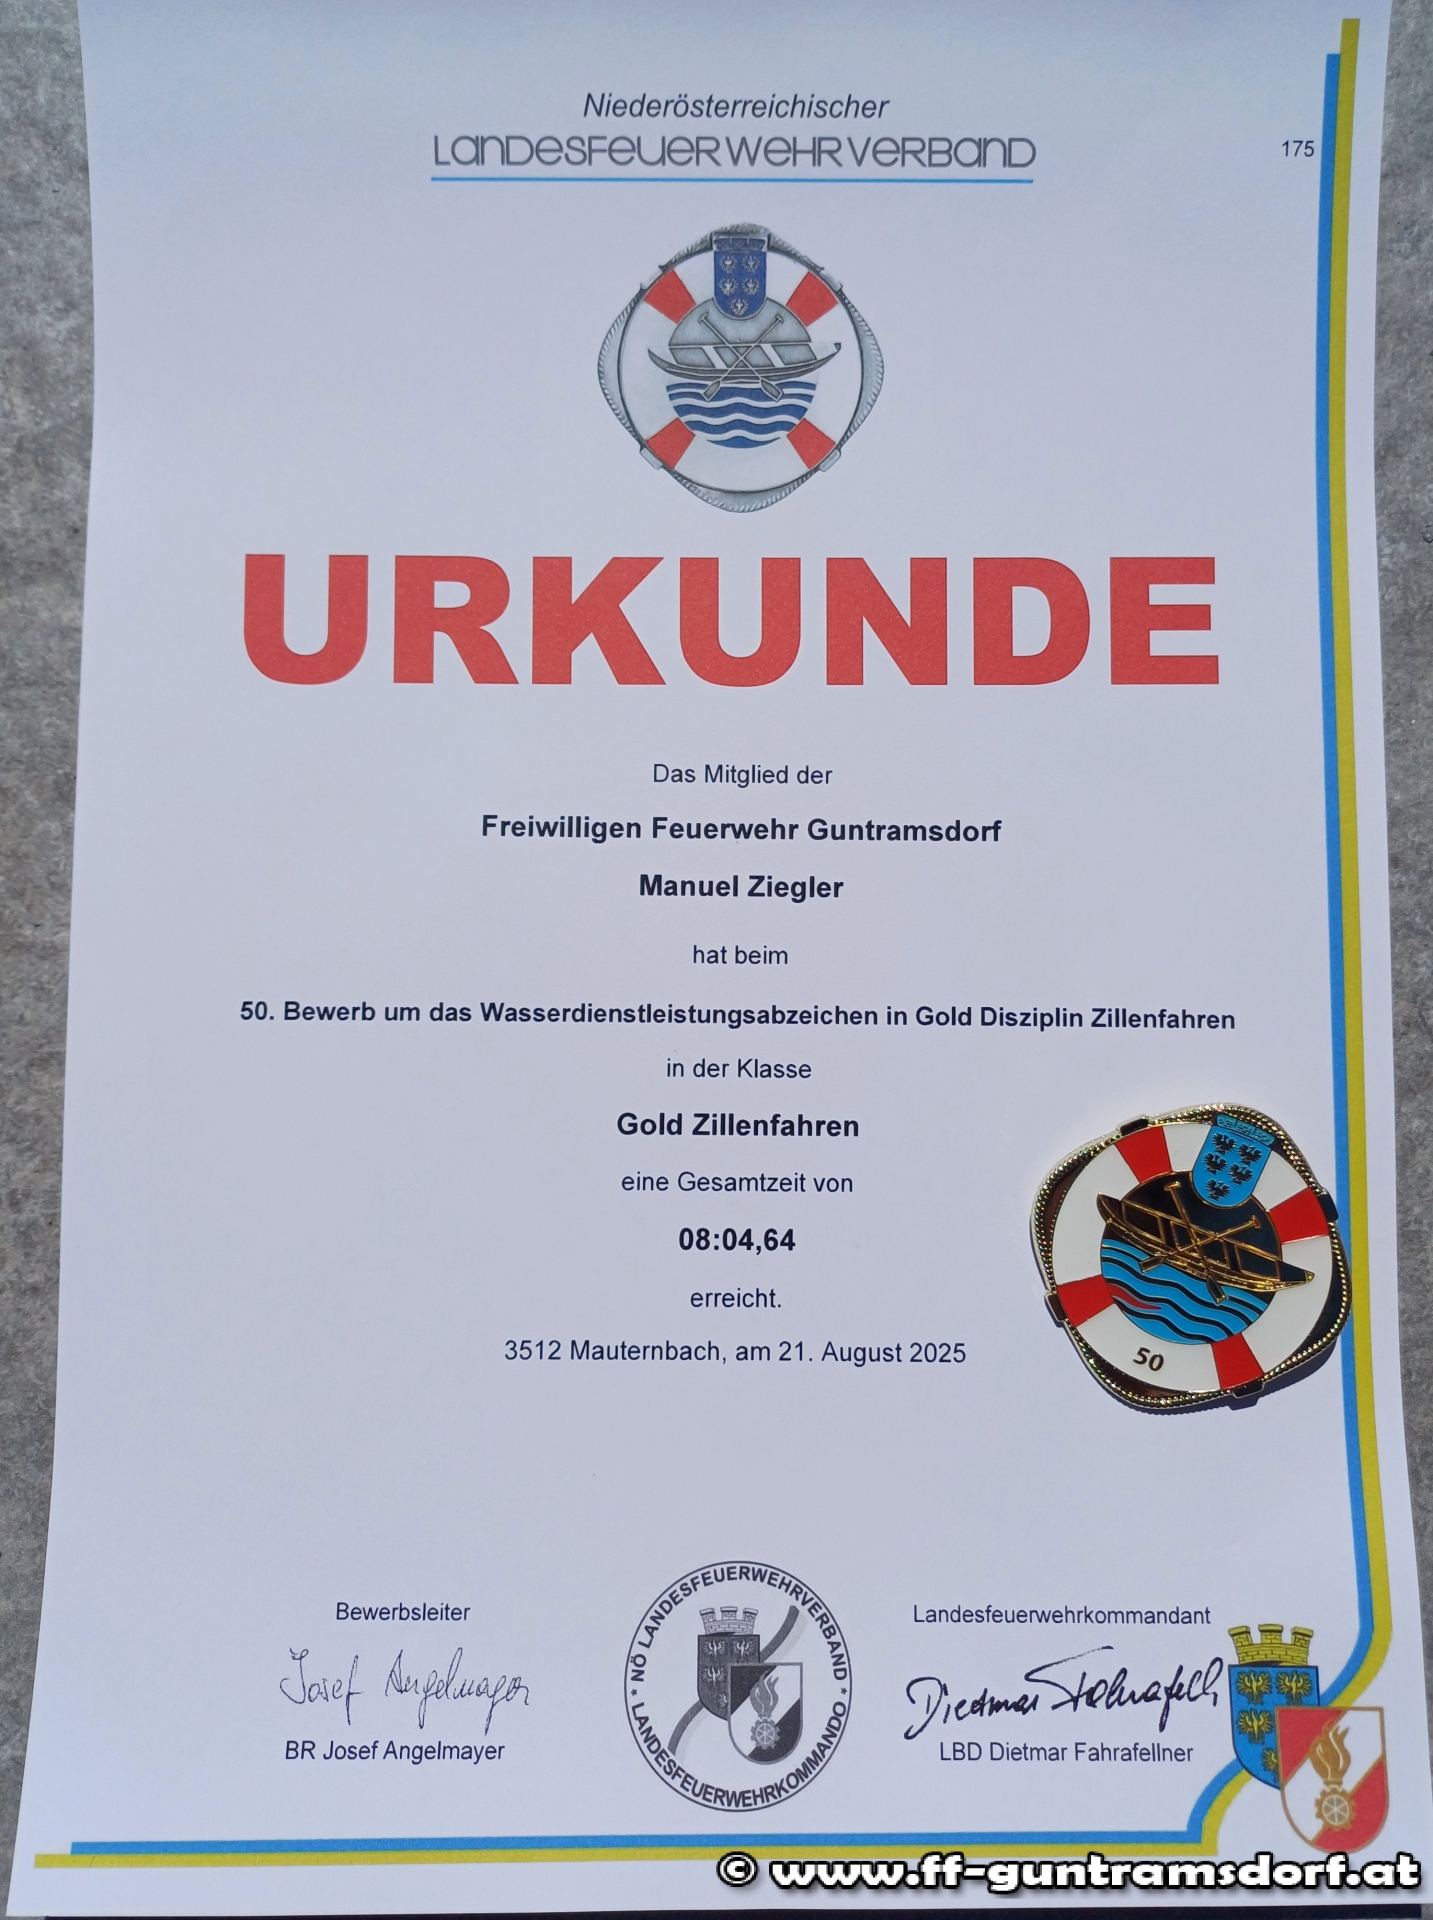 Niederösterreichischer
LANDESFEUERWEHRVERBAND
175
URKUNDE
Das Mitglied der
Freiwilligen Feuerwehr Guntramsdorf
Manuel Ziegler
hat beim
50. Bewerb um das Wasserdienstleistungsabzeichen in Gold Disziplin Zillenfahren
in der Klasse
Gold Zillenfahren
eine Gesamtzeit von
08:04,64
erreicht.
3512 Mauternbach, am 21. August 2025
50
Bewerbsleiter
Josef Angelmayer
BR Josef Angelmayer
* NÖ LANDESFEUERWEHRVERBAND *
LANDESFEUERWEHRKOMMANDO
Landesfeuerwehrkommandant
Dietmar Fahrafellner
LBD Dietmar Fahrafellner
© www.ff-guntramsdorf.at